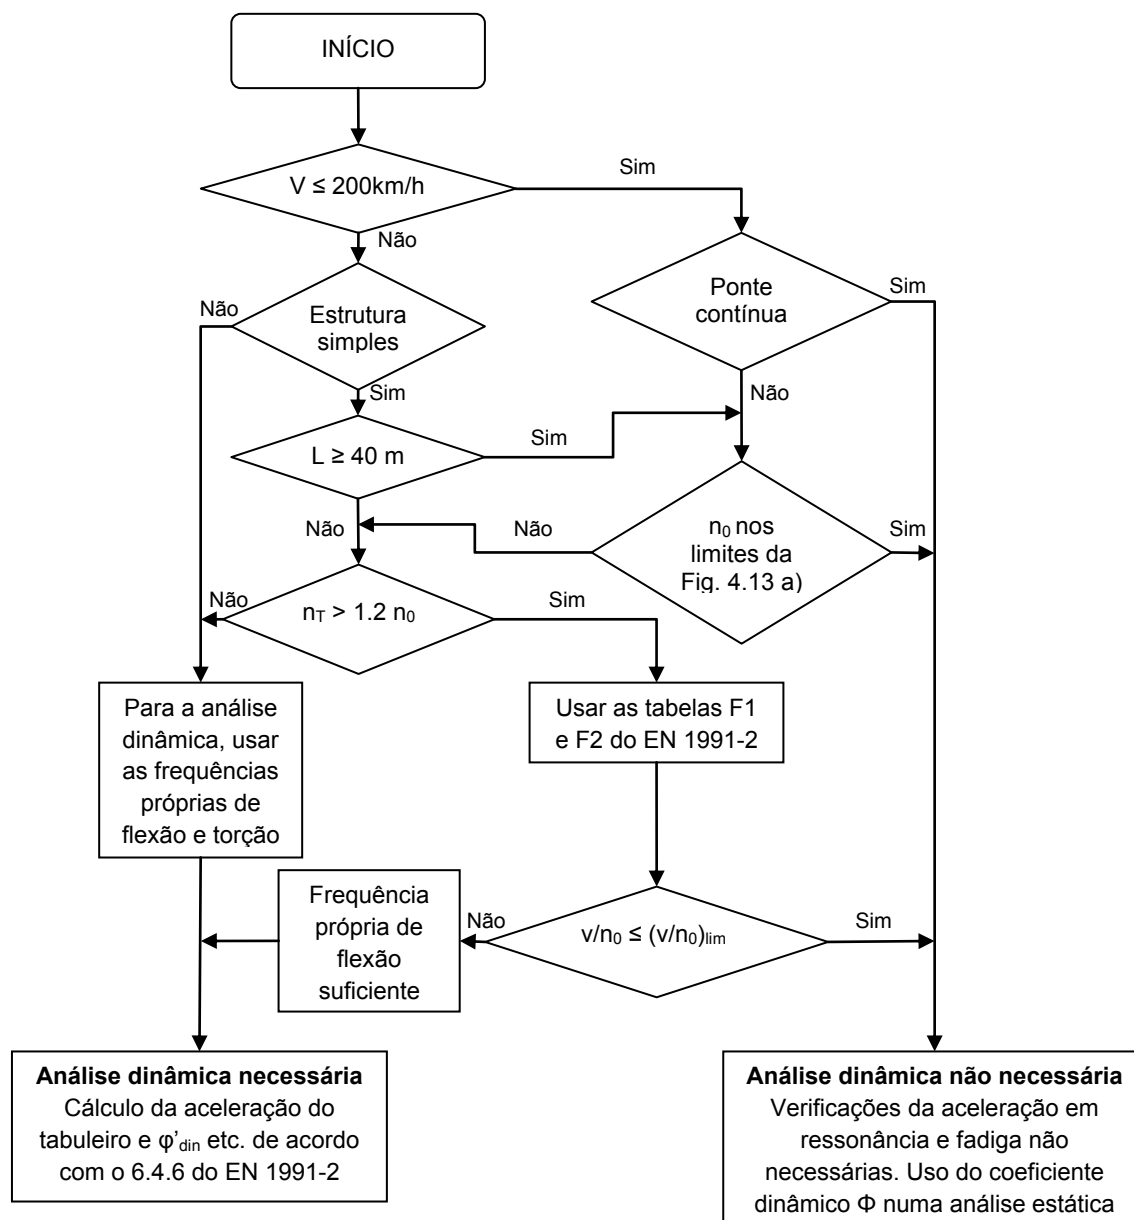 INÍCIO
V ≤ 200km/h
Sim
Não
Ponte
contínua
Sim
Não
Estrutura
simples
Não
Sim
L ≥ 40 m
Sim
Não
n₀ nos
limites da
Fig. 4.13 a)
Não
Sim
Não
nT > 1.2 n₀
Sim
Para a análise
dinâmica, usar
as frequências
próprias de
flexão e torção
Usar as tabelas F1
e F2 do EN 1991-2
Frequência
própria de
flexão
suficiente
Não
v/n₀ ≤ (v/n₀)lim
Sim
Análise dinâmica necessária
Cálculo da aceleração do
tabuleiro e φ'din etc. de acordo
com o 6.4.6 do EN 1991-2
Análise dinâmica não necessária
Verificações da aceleração em
ressonância e fadiga não
necessárias. Uso do coeficiente
dinâmico Φ numa análise estática